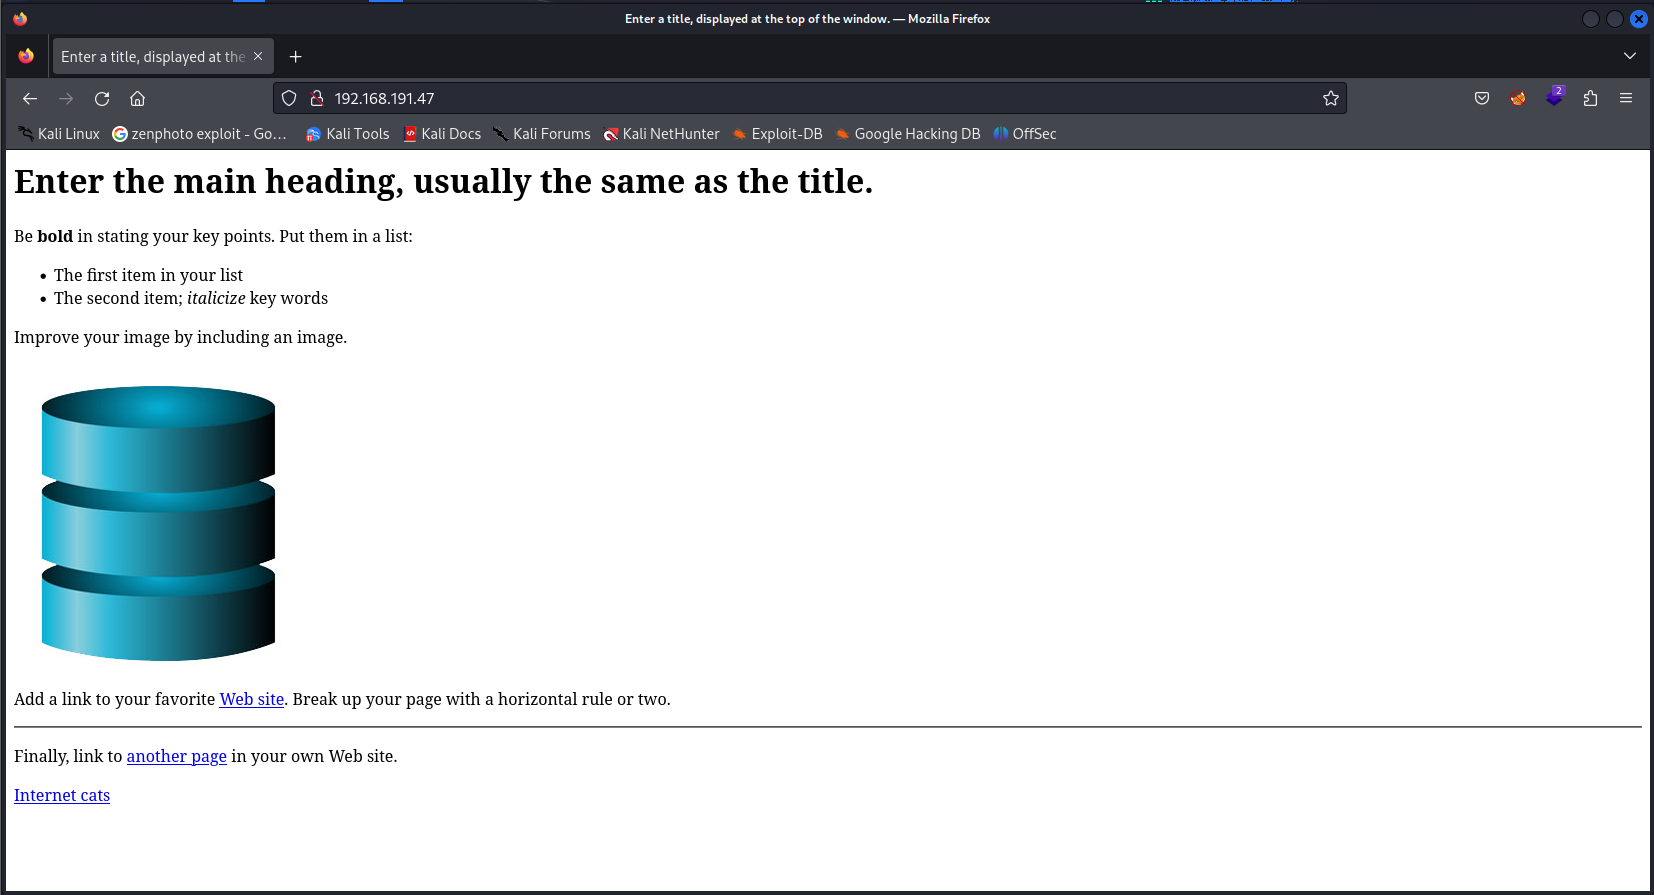 Enter a title, displayed at the top of the window. — Mozilla Firefox
Enter a title, displayed at the
192.168.191.47
2
Kali Linux zenphoto exploit - Go… Kali Tools Kali Docs Kali Forums Kali NetHunter Exploit-DB Google Hacking DB OffSec
Enter the main heading, usually the same as the title.
Be bold in stating your key points. Put them in a list:
• The first item in your list
• The second item; italicize key words
Improve your image by including an image.
Add a link to your favorite Web site. Break up your page with a horizontal rule or two.
Finally, link to another page in your own Web site.
Internet cats